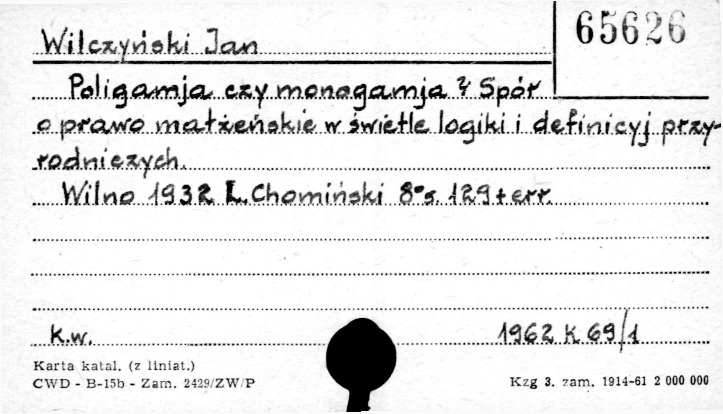 65626
Wilczyński Jan
Poligamja czy monogamja? Spór
o prawo małżeńskie w świetle logiki i definicyj przy-
rodniczych.
Wilno 1932 L. Chomiński 8° s. 129 + err.
k.w. 1962 K 69/1
Karta katal. (z liniat.)
CWD - B-15b - Zam. 2429/ZW/P
Kzg 3. zam. 1914-61 2 000 000